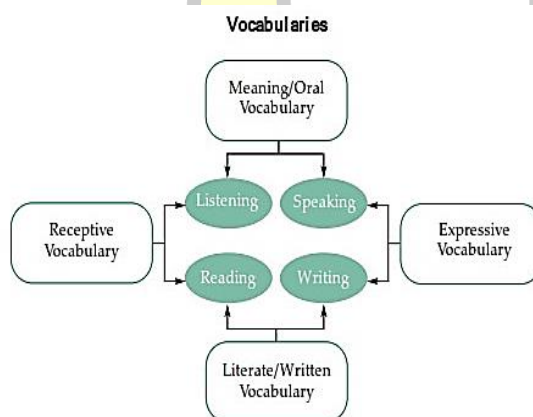 Vocabularies
Meaning/Oral
Vocabulary
Listening
Speaking
Receptive
Vocabulary
Expressive
Vocabulary
Reading
Writing
Literate/Written
Vocabulary